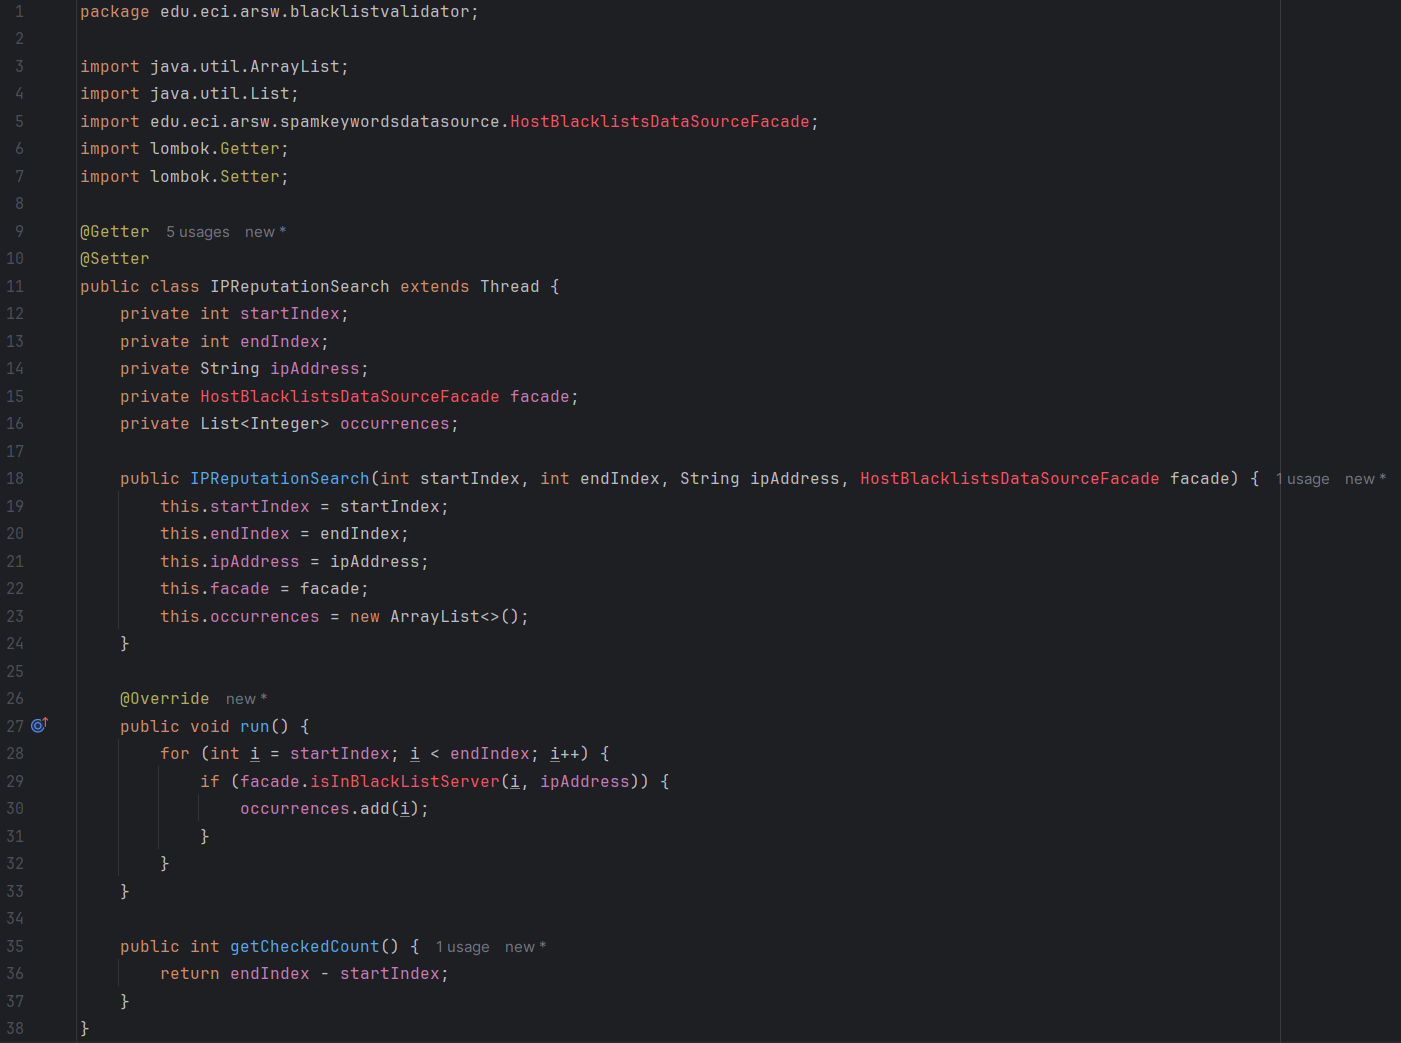 1 package edu.eci.arsw.blacklistvalidator;
2
3 import java.util.ArrayList;
4 import java.util.List;
5 import edu.eci.arsw.spamkeywordsdatasource.HostBlacklistsDataSourceFacade;
6 import lombok.Getter;
7 import lombok.Setter;
8
9 @Getter 5 usages new *
10 @Setter
11 public class IPReputationSearch extends Thread {
12     private int startIndex;
13     private int endIndex;
14     private String ipAddress;
15     private HostBlacklistsDataSourceFacade facade;
16     private List<Integer> occurrences;
17
18     public IPReputationSearch(int startIndex, int endIndex, String ipAddress, HostBlacklistsDataSourceFacade facade) { 1 usage new *
19         this.startIndex = startIndex;
20         this.endIndex = endIndex;
21         this.ipAddress = ipAddress;
22         this.facade = facade;
23         this.occurrences = new ArrayList<>();
24     }
25
26     @Override new *
27     public void run() {
28         for (int i = startIndex; i < endIndex; i++) {
29             if (facade.isInBlackListServer(i, ipAddress)) {
30                 occurrences.add(i);
31             }
32         }
33     }
34
35     public int getCheckedCount() { 1 usage new *
36         return endIndex - startIndex;
37     }
38 }